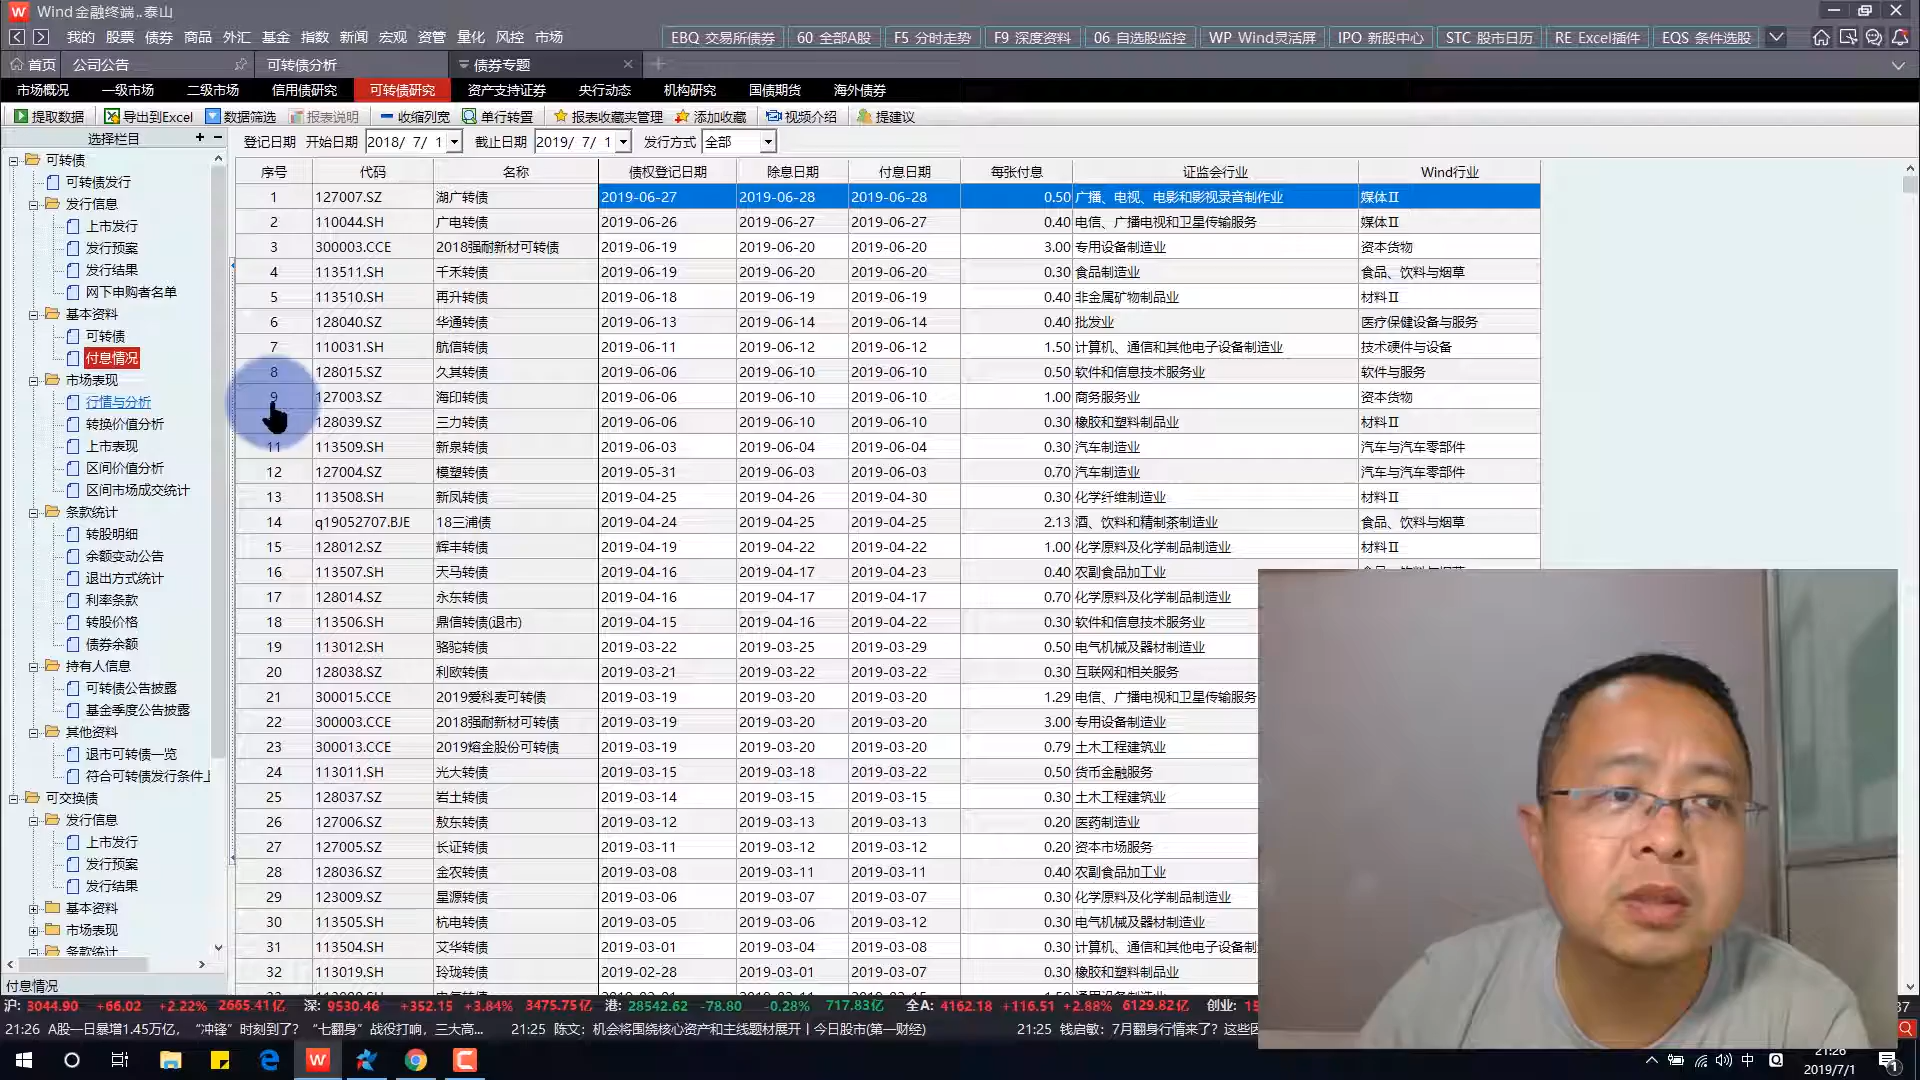 Wind金融终端..泰山
我的 股票 债券 商品 外汇 基金 指数 新闻 宏观 资管 量化 风控 市场 EBQ 交易所债券 60 全部A股 F5 分时走势 F9 深度资料 06 自选股监控 WP Wind灵活屏 IPO 新股中心 STC 股市日历 RE Excel插件 EQS 条件选股
首页 公司公告 可转债分析 债券专题
市场概况 一级市场 二级市场 信用债研究 可转债研究 资产支持证券 央行动态 机构研究 国债期货 海外债券
提取数据 导出到Excel 数据筛选 报表说明 收缩列宽 单行转置 报表收藏夹管理 添加收藏 视频介绍 提建议
选择栏目
登记日期 开始日期 2018/ 7/ 1 截止日期 2019/ 7/ 1 发行方式 全部
可转债
可转债发行
发行信息
上市发行
发行预案
发行结果
网下申购者名单
基本资料
可转债
付息情况
市场表现
行情与分析
转换价值分析
上市表现
区间价值分析
区间市场成交统计
条款统计
转股明细
余额变动公告
退出方式统计
利率条款
转股价格
债券余额
持有人信息
可转债公告披露
基金季度公告披露
其他资料
退市可转债一览
符合可转债发行条件上
可交换债
发行信息
上市发行
发行预案
发行结果
基本资料
市场表现
条款统计
付息情况
序号 代码 名称 债权登记日期 除息日期 付息日期 每张付息 证监会行业 Wind行业
1 127007.SZ 湖广转债 2019-06-27 2019-06-28 2019-06-28 0.50 广播、电视、电影和影视录音制作业 媒体II
2 110044.SH 广电转债 2019-06-26 2019-06-27 2019-06-27 0.40 电信、广播电视和卫星传输服务 媒体II
3 300003.CCE 2018强耐新材可转债 2019-06-19 2019-06-20 2019-06-20 3.00 专用设备制造业 资本货物
4 113511.SH 千禾转债 2019-06-19 2019-06-20 2019-06-20 0.30 食品制造业 食品、饮料与烟草
5 113510.SH 再升转债 2019-06-18 2019-06-19 2019-06-19 0.40 非金属矿物制品业 材料II
6 128040.SZ 华通转债 2019-06-13 2019-06-14 2019-06-14 0.40 批发业 医疗保健设备与服务
7 110031.SH 航信转债 2019-06-11 2019-06-12 2019-06-12 1.50 计算机、通信和其他电子设备制造业 技术硬件与设备
8 128015.SZ 久其转债 2019-06-06 2019-06-10 2019-06-10 0.50 软件和信息技术服务业 软件与服务
9 127003.SZ 海印转债 2019-06-06 2019-06-10 2019-06-10 1.00 商务服务业 资本货物
128039.SZ 三力转债 2019-06-06 2019-06-10 2019-06-10 0.30 橡胶和塑料制品业 材料II
11 113509.SH 新泉转债 2019-06-03 2019-06-04 2019-06-04 0.30 汽车制造业 汽车与汽车零部件
12 127004.SZ 模塑转债 2019-05-31 2019-06-03 2019-06-03 0.70 汽车制造业 汽车与汽车零部件
13 113508.SH 新凤转债 2019-04-25 2019-04-26 2019-04-30 0.30 化学纤维制造业 材料II
14 q19052707.BJE 18三浦债 2019-04-24 2019-04-25 2019-04-25 2.13 酒、饮料和精制茶制造业 食品、饮料与烟草
15 128012.SZ 辉丰转债 2019-04-19 2019-04-22 2019-04-22 1.00 化学原料及化学制品制造业 材料II
16 113507.SH 天马转债 2019-04-16 2019-04-17 2019-04-23 0.40 农副食品加工业
17 128014.SZ 永东转债 2019-04-16 2019-04-17 2019-04-17 0.70 化学原料及化学制品制造业
18 113506.SH 鼎信转债(退市) 2019-04-15 2019-04-16 2019-04-22 0.30 软件和信息技术服务业
19 113012.SH 骆驼转债 2019-03-22 2019-03-25 2019-03-29 0.50 电气机械及器材制造业
20 128038.SZ 利欧转债 2019-03-21 2019-03-22 2019-03-22 0.30 互联网和相关服务
21 300015.CCE 2019爱科麦可转债 2019-03-19 2019-03-20 2019-03-20 1.29 电信、广播电视和卫星传输服务
22 300003.CCE 2018强耐新材可转债 2019-03-19 2019-03-20 2019-03-20 3.00 专用设备制造业
23 300013.CCE 2019熔金股份可转债 2019-03-19 2019-03-20 2019-03-20 0.79 土木工程建筑业
24 113011.SH 光大转债 2019-03-15 2019-03-18 2019-03-22 0.50 货币金融服务
25 128037.SZ 岩土转债 2019-03-14 2019-03-15 2019-03-15 0.30 土木工程建筑业
26 127006.SZ 敖东转债 2019-03-12 2019-03-13 2019-03-13 0.20 医药制造业
27 127005.SZ 长证转债 2019-03-11 2019-03-12 2019-03-12 0.20 资本市场服务
28 128036.SZ 金农转债 2019-03-08 2019-03-11 2019-03-11 0.40 农副食品加工业
29 123009.SZ 星源转债 2019-03-06 2019-03-07 2019-03-07 0.30 化学原料及化学制品制造业
30 113505.SH 杭电转债 2019-03-05 2019-03-06 2019-03-12 0.30 电气机械及器材制造业
31 113504.SH 艾华转债 2019-03-01 2019-03-04 2019-03-08 0.30 计算机、通信和其他电子设备制
32 113019.SH 玲珑转债 2019-02-28 2019-03-01 2019-03-07 0.30 橡胶和塑料制品业
沪: 3044.90 +66.02 +2.22% 2665.41亿 深: 9530.46 +352.15 +3.84% 3475.75亿 港: 28542.62 -78.80 -0.28% 717.83亿 全A: 4162.18 +116.51 +2.88% 6129.82亿 创业: 15
21:26 A股一日暴增1.45万亿，“冲锋”时刻到了？“七翻身”战役打响，三大高... 21:25 陈文：机会将围绕核心资产和主线题材展开 | 今日股市(第一财经) 21:25 钱启敏：7月翻身行情来了？这些因
中 21:26
2019/7/1 1